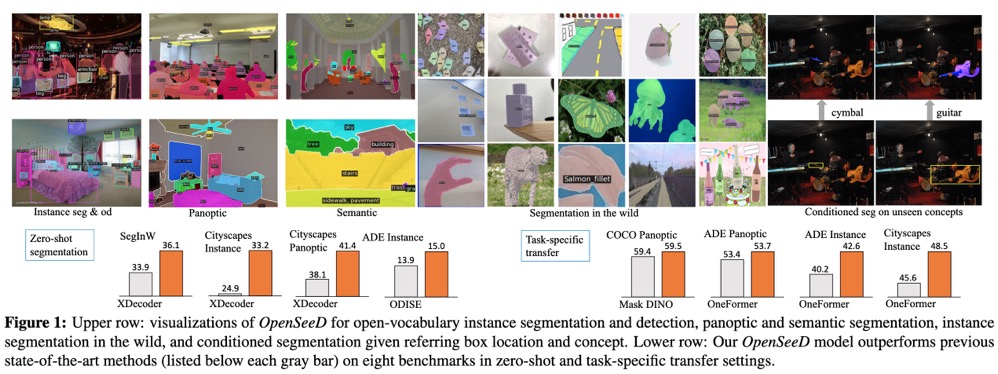 person
person
armchair
sky
tree
building
stairs
sidewalk, pavement
Salmon_fillet
cymbal
guitar
Instance seg & od
Panoptic
Semantic
Segmentation in the wild
Conditioned seg on unseen concepts
Zero-shot
segmentation
SegInW
33.9
36.1
XDecoder
Cityscapes
Instance
24.9
33.2
XDecoder
Cityscapes
Panoptic
38.1
41.4
XDecoder
ADE Instance
13.9
15.0
ODISE
Task-specific
transfer
COCO Panoptic
59.4
59.5
Mask DINO
ADE Panoptic
53.4
53.7
OneFormer
ADE Instance
40.2
42.6
OneFormer
Cityscapes
Instance
45.6
48.5
OneFormer
Figure 1: Upper row: visualizations of OpenSeeD for open-vocabulary instance segmentation and detection, panoptic and semantic segmentation, instance
segmentation in the wild, and conditioned segmentation given referring box location and concept. Lower row: Our OpenSeeD model outperforms previous
state-of-the-art methods (listed below each gray bar) on eight benchmarks in zero-shot and task-specific transfer settings.